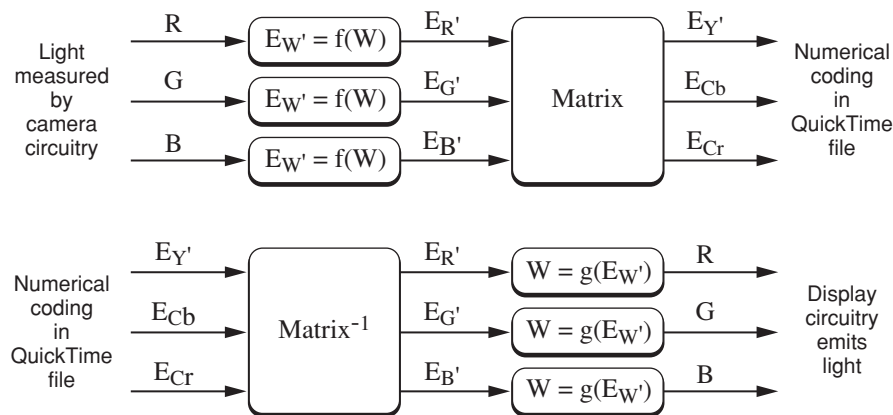 Light
measured
by
camera
circuitry
R
G
B
E_W' = f(W)
E_W' = f(W)
E_W' = f(W)
E_R'
E_G'
E_B'
Matrix
E_Y'
E_Cb
E_Cr
Numerical
coding
in
QuickTime
file
Numerical
coding
in
QuickTime
file
E_Y'
E_Cb
E_Cr
Matrix⁻¹
E_R'
E_G'
E_B'
W = g(E_W')
W = g(E_W')
W = g(E_W')
R
G
B
Display
circuitry
emits
light